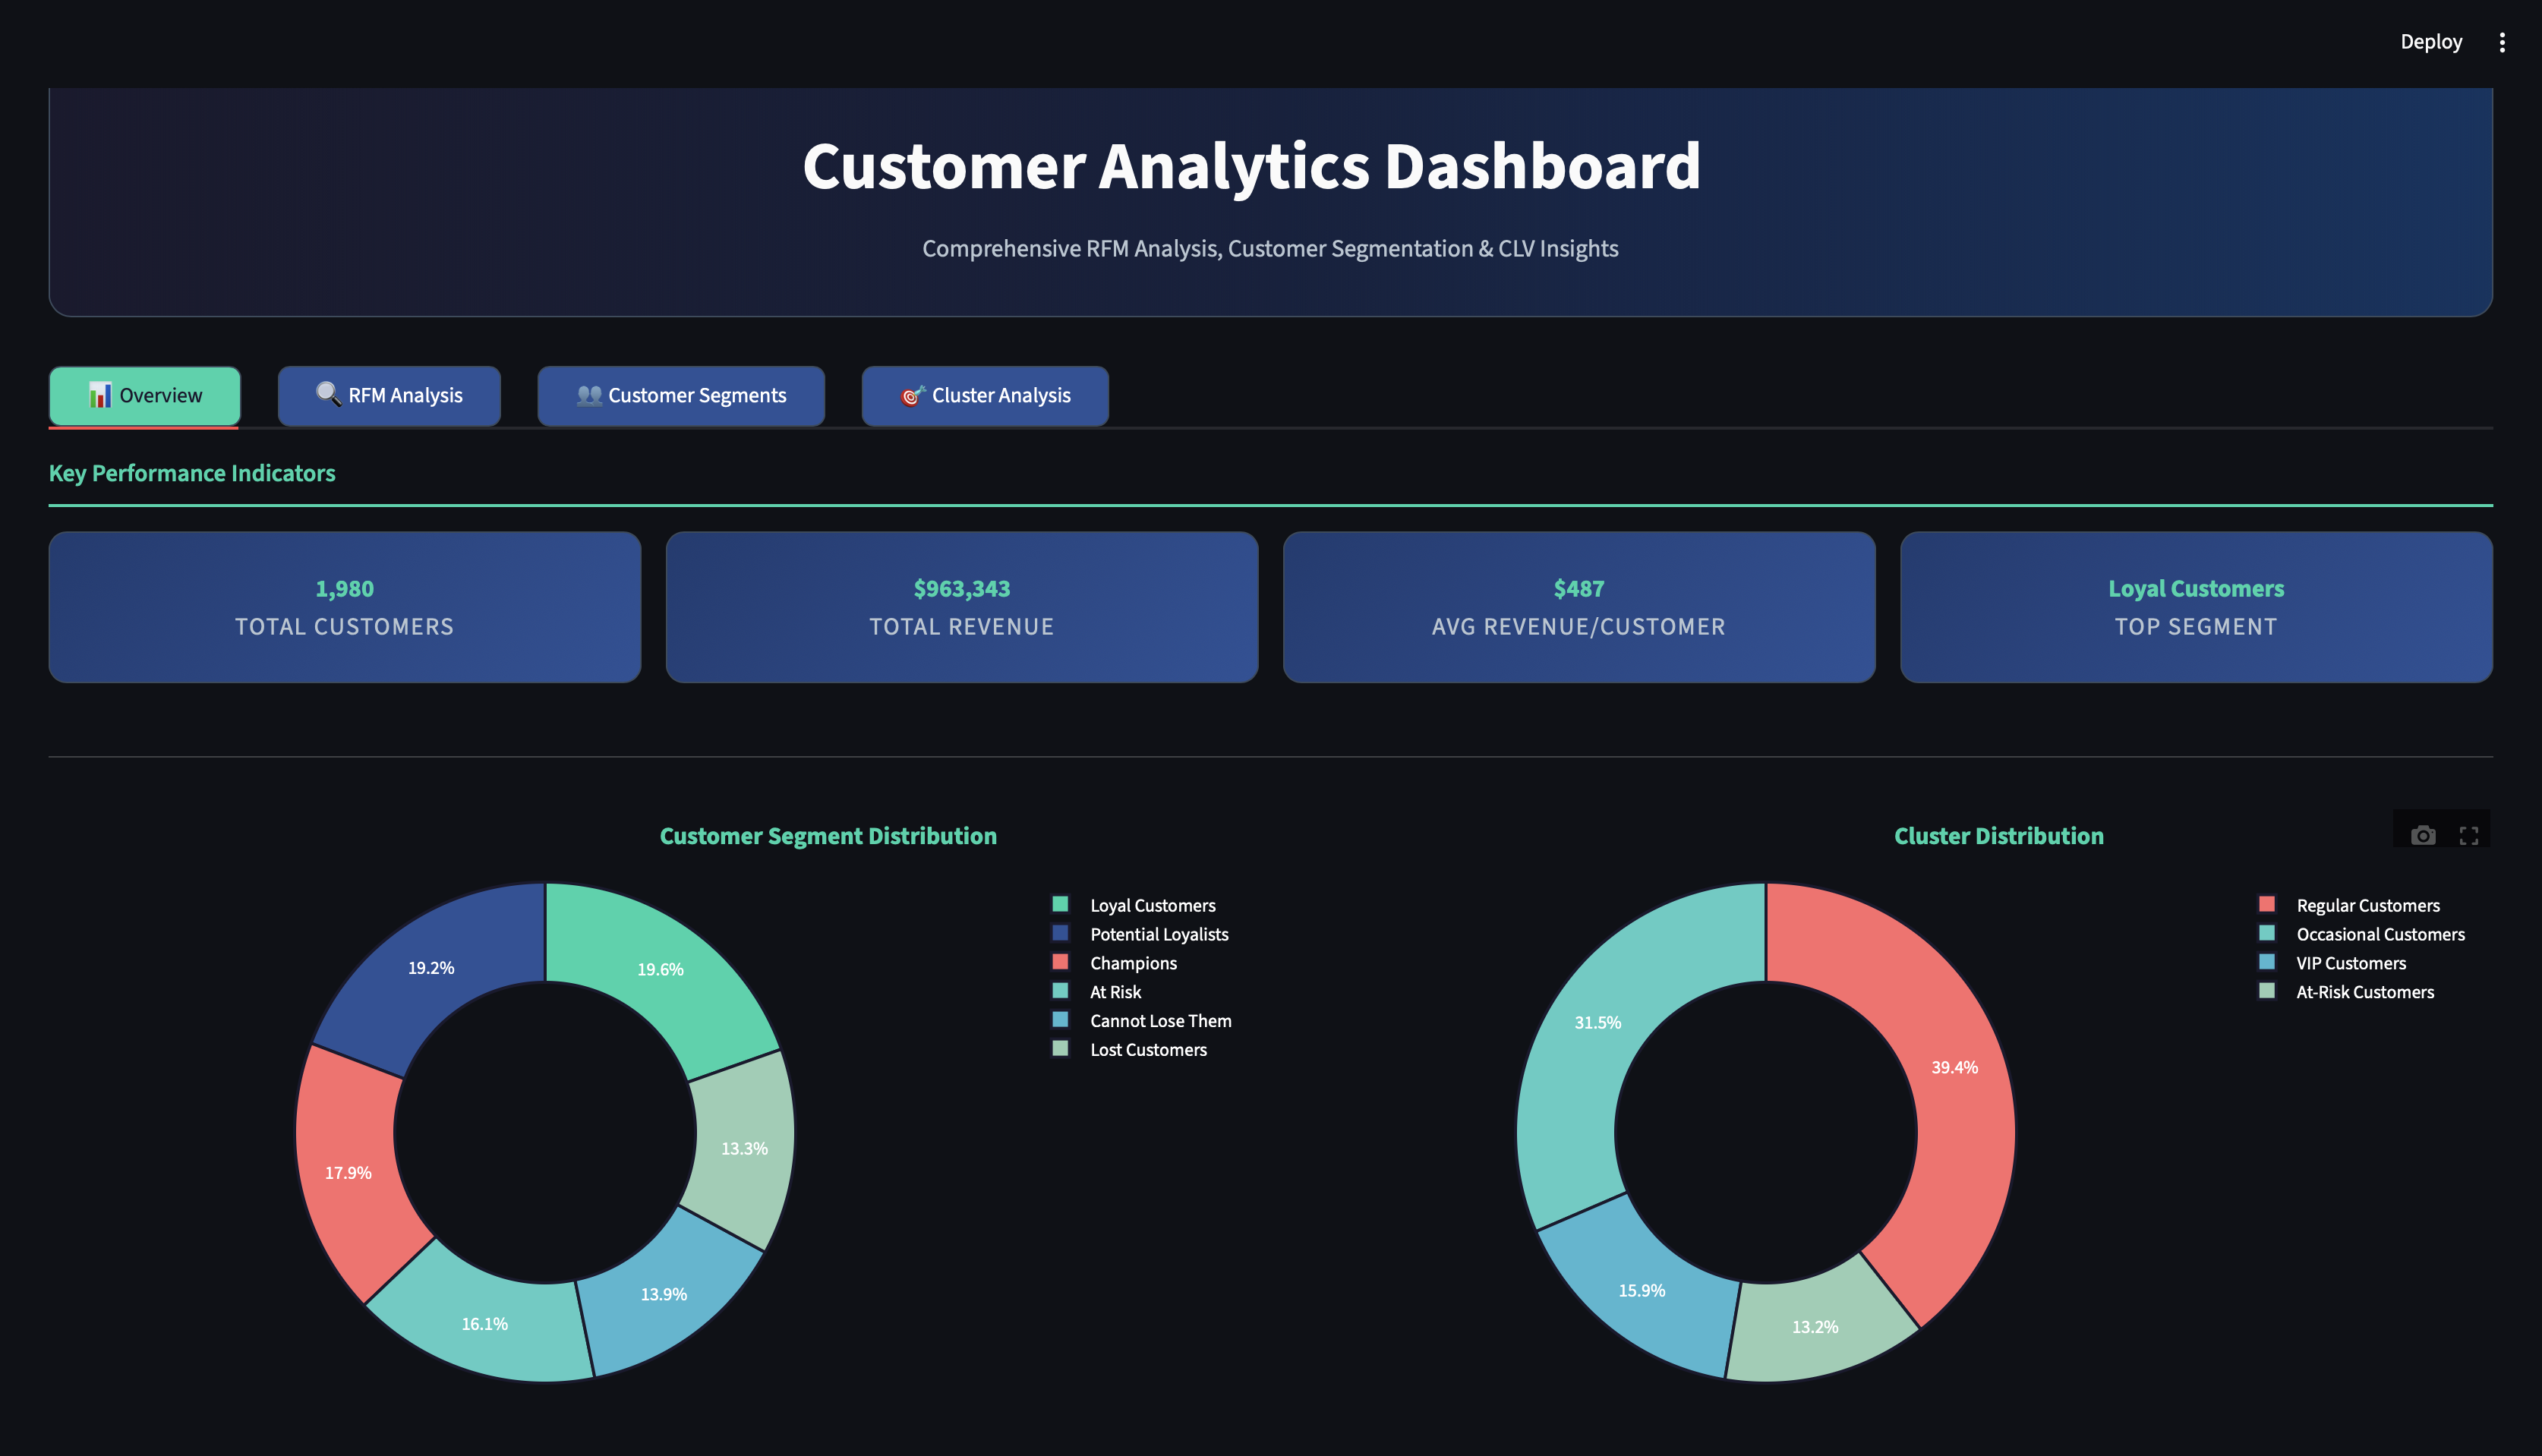 Deploy
Customer Analytics Dashboard
Comprehensive RFM Analysis, Customer Segmentation & CLV Insights
Overview
RFM Analysis
Customer Segments
Cluster Analysis
Key Performance Indicators
1,980
TOTAL CUSTOMERS
$963,343
TOTAL REVENUE
$487
AVG REVENUE/CUSTOMER
Loyal Customers
TOP SEGMENT
Customer Segment Distribution
19.6%
13.3%
13.9%
16.1%
17.9%
19.2%
Loyal Customers
Potential Loyalists
Champions
At Risk
Cannot Lose Them
Lost Customers
Cluster Distribution
39.4%
13.2%
15.9%
31.5%
Regular Customers
Occasional Customers
VIP Customers
At-Risk Customers